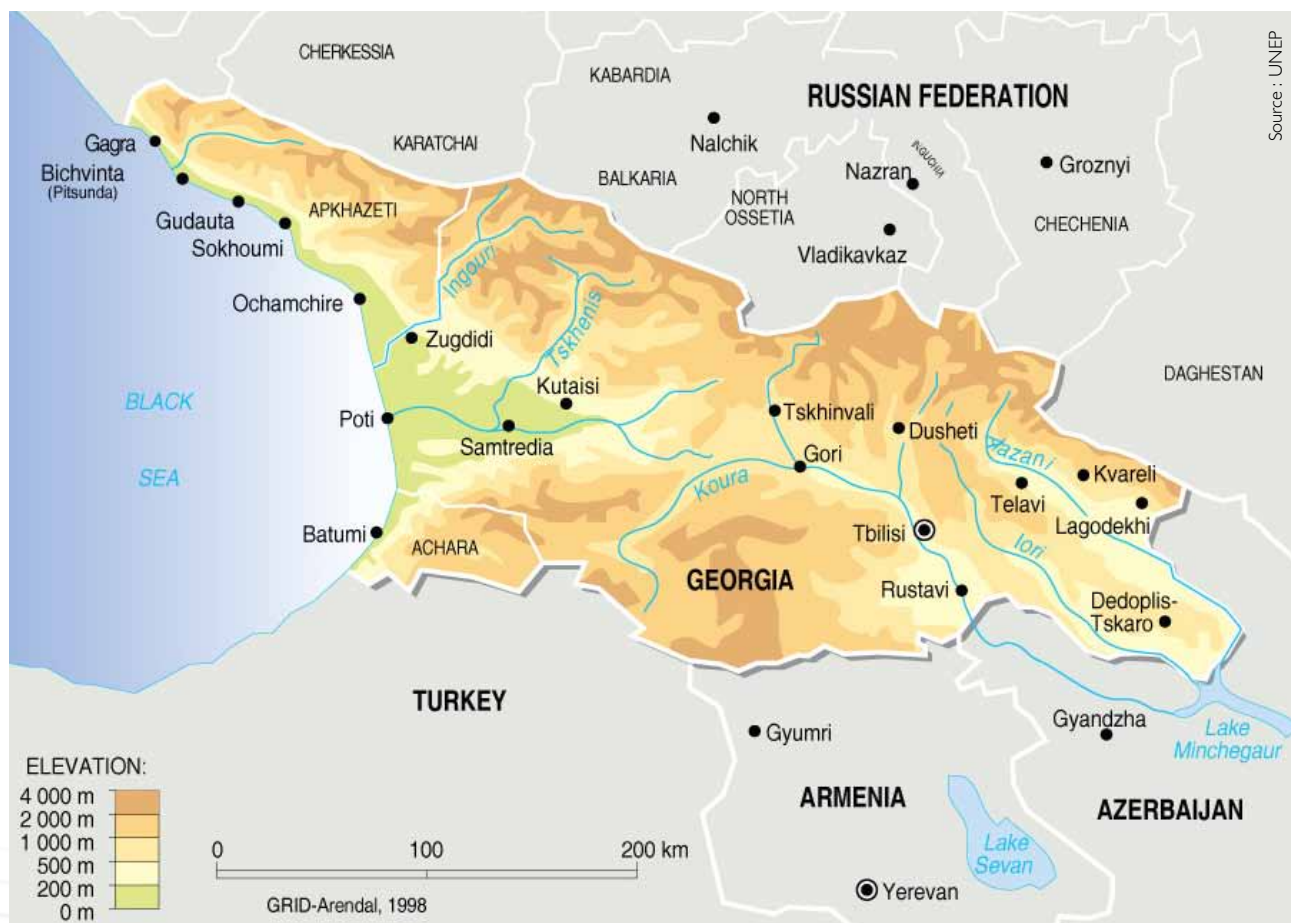 Source : UNEP
CHERKESSIA
KABARDIA
RUSSIAN FEDERATION
Nalchik
KARATCHAI
Gagra
Bichvinta
(Pitsunda)
BALKARIA
NORTH
OSSETIA
Nazran
INGUCHIA
Groznyi
CHECHENIA
Gudauta
APKHAZETI
Sokhoumi
Vladikavkaz
Ochamchire
Ingouri
Tskhenis
Zugdidi
DAGHESTAN
BLACK
SEA
Kutaisi
Poti
Samtredia
Tskhinvali
Dusheti
Gori
Koura
Alazani
Kvareli
Telavi
Lagodekhi
Batumi
ACHARA
Tbilisi
Iori
GEORGIA
Rustavi
Dedoplis-
Tskaro
TURKEY
Gyumri
Gyandzha
Lake
Minchegaur
ARMENIA
AZERBAIJAN
Lake
Sevan
Yerevan
ELEVATION:
4 000 m
2 000 m
1 000 m
500 m
200 m
0 m
0 100 200 km
GRID-Arendal, 1998